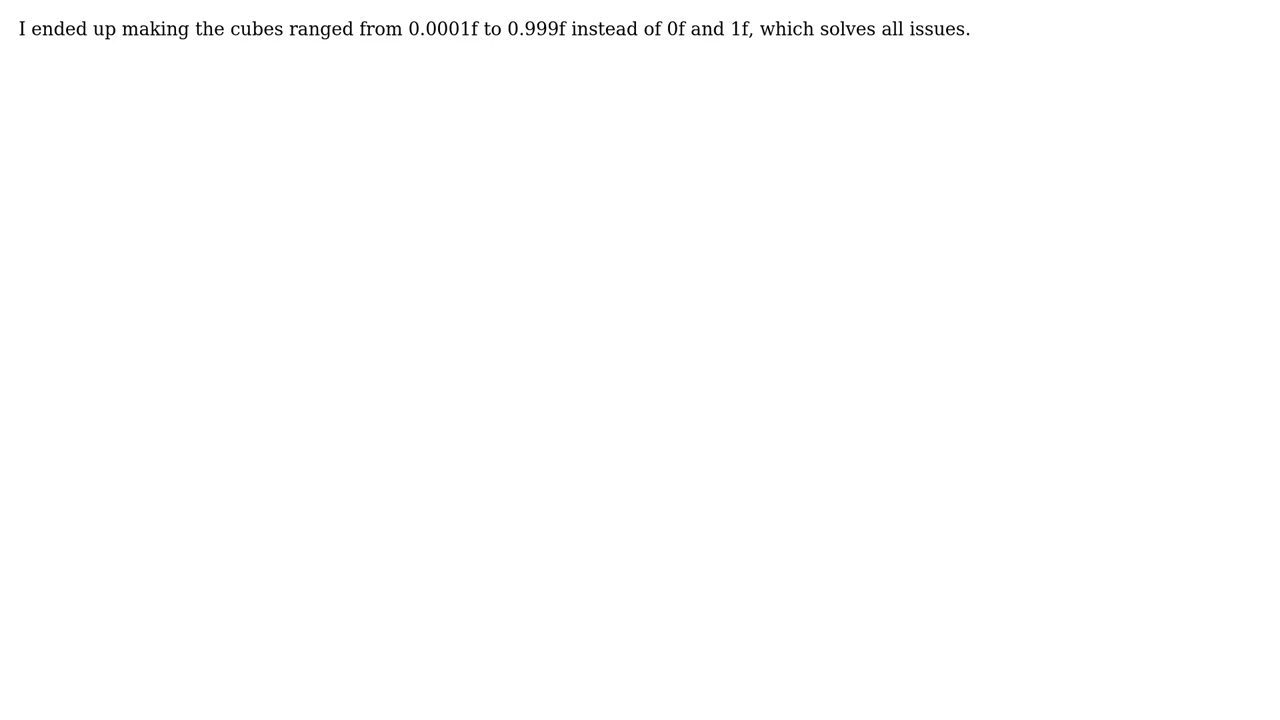 I ended up making the cubes ranged from 0.0001f to 0.999f instead of 0f and 1f, which solves all issues.